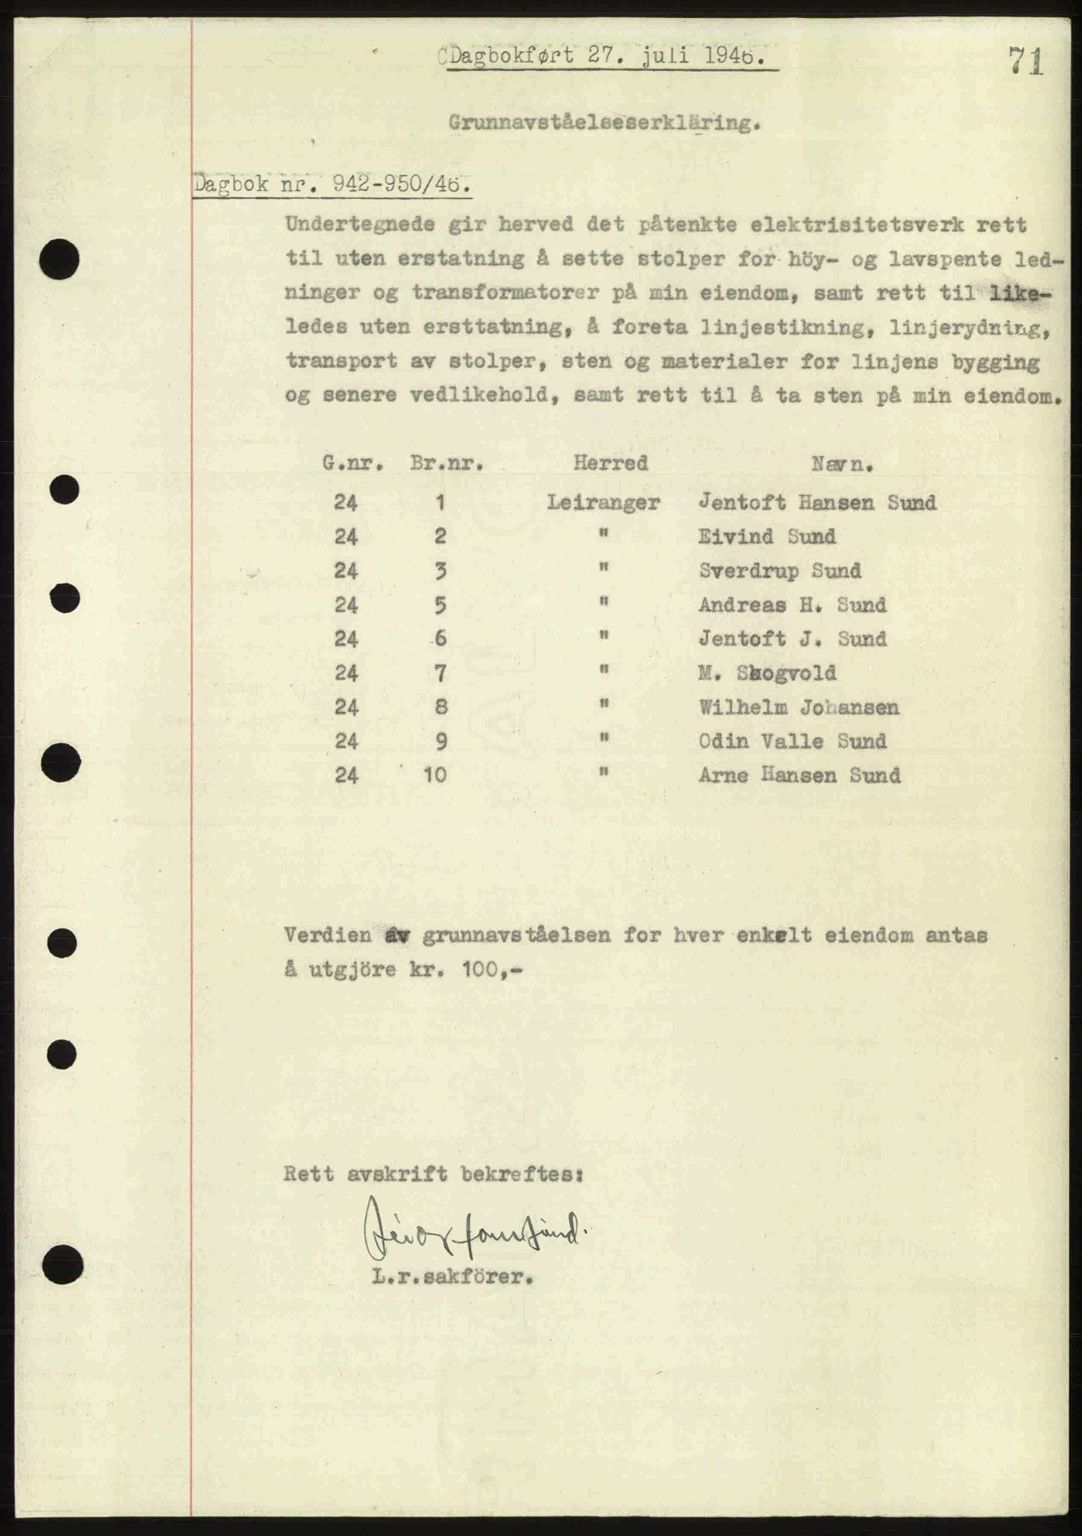 Dagbokført 27. juli 1946.
71
Grunnavståelseserkläring.
Dagbok nr. 942-950/46.
Undertegnede gir herved det påtenkte elektrisitetsverk rett
til uten erstatning å sette stolper for höy- og lavspente led-
ninger og transformatorer på min eiendom, samt rett til like-
ledes uten ersttatning, å foreta linjestikning, linjerydning,
transport av stolper, sten og materialer for linjens bygging
og senere vedlikehold, samt rett til å ta sten på min eiendom.
G.nr. Br.nr. Herred Navn.
24 1 Leiranger Jentoft Hansen Sund
24 2 " Eivind Sund
24 3 " Sverdrup Sund
24 5 " Andreas H. Sund
24 6 " Jentoft J. Sund
24 7 " M. Skogvold
24 8 " Wilhelm Johansen
24 9 " Odin Valle Sund
24 10 " Arne Hansen Sund
Verdien av grunnavståelsen for hver enkelt eiendom antas
å utgjöre kr. 100,-
Rett avskrift bekreftes:
L.r.sakförer.